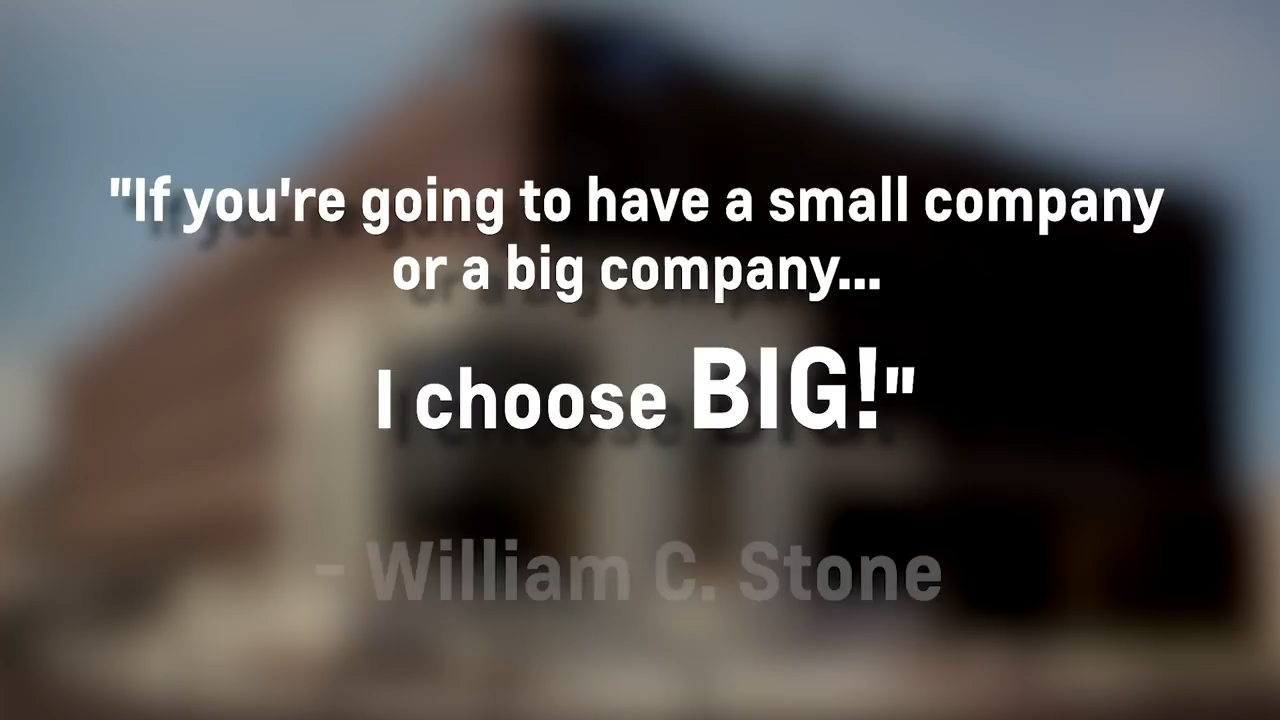 "If you're going to have a small company
or a big company...
I choose BIG!"
- William C. Stone